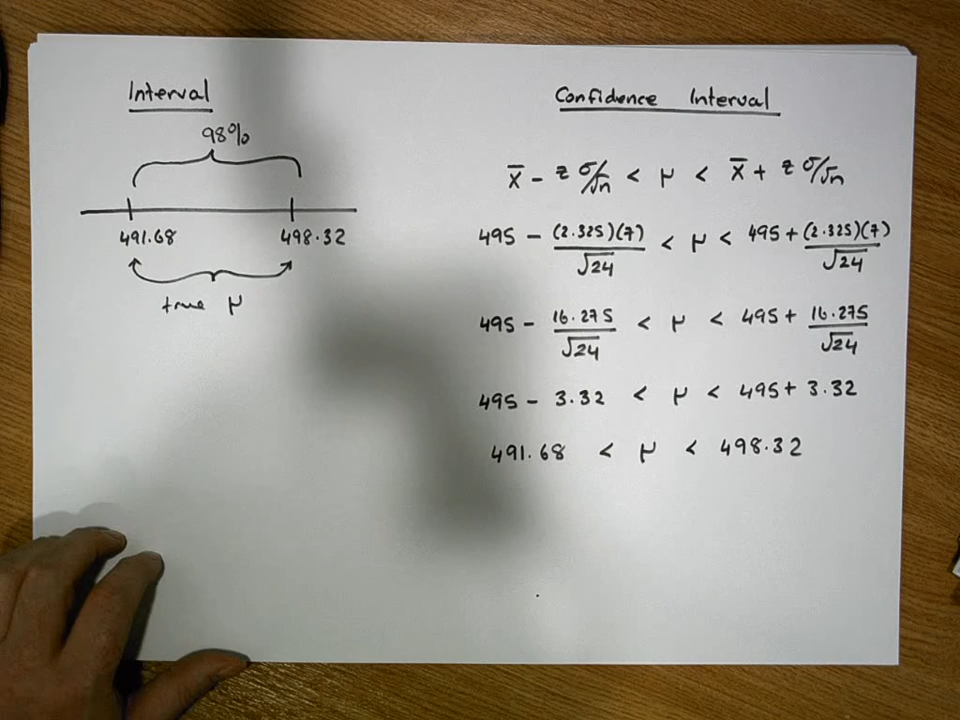 Interval
98%
491.68 498.32
true μ
Confidence Interval
x̄ - z σ/√n < μ < x̄ + z σ/√n
495 - (2.325)(7)/√24 < μ < 495 + (2.325)(7)/√24
495 - 16.275/√24 < μ < 495 + 16.275/√24
495 - 3.32 < μ < 495 + 3.32
491.68 < μ < 498.32